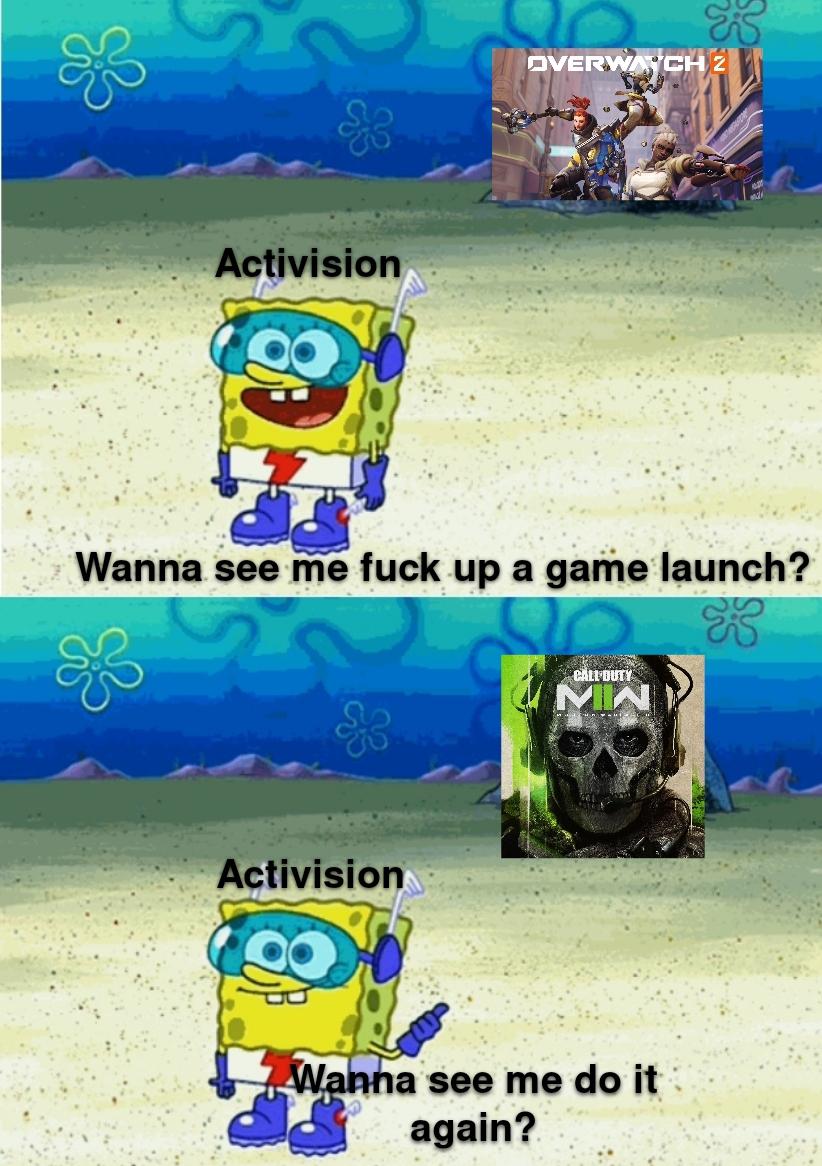 OVERWATCH 2
Activision
Wanna see me fuck up a game launch?
CALL DUTY
MIIW
Activision
Wanna see me do it
again?